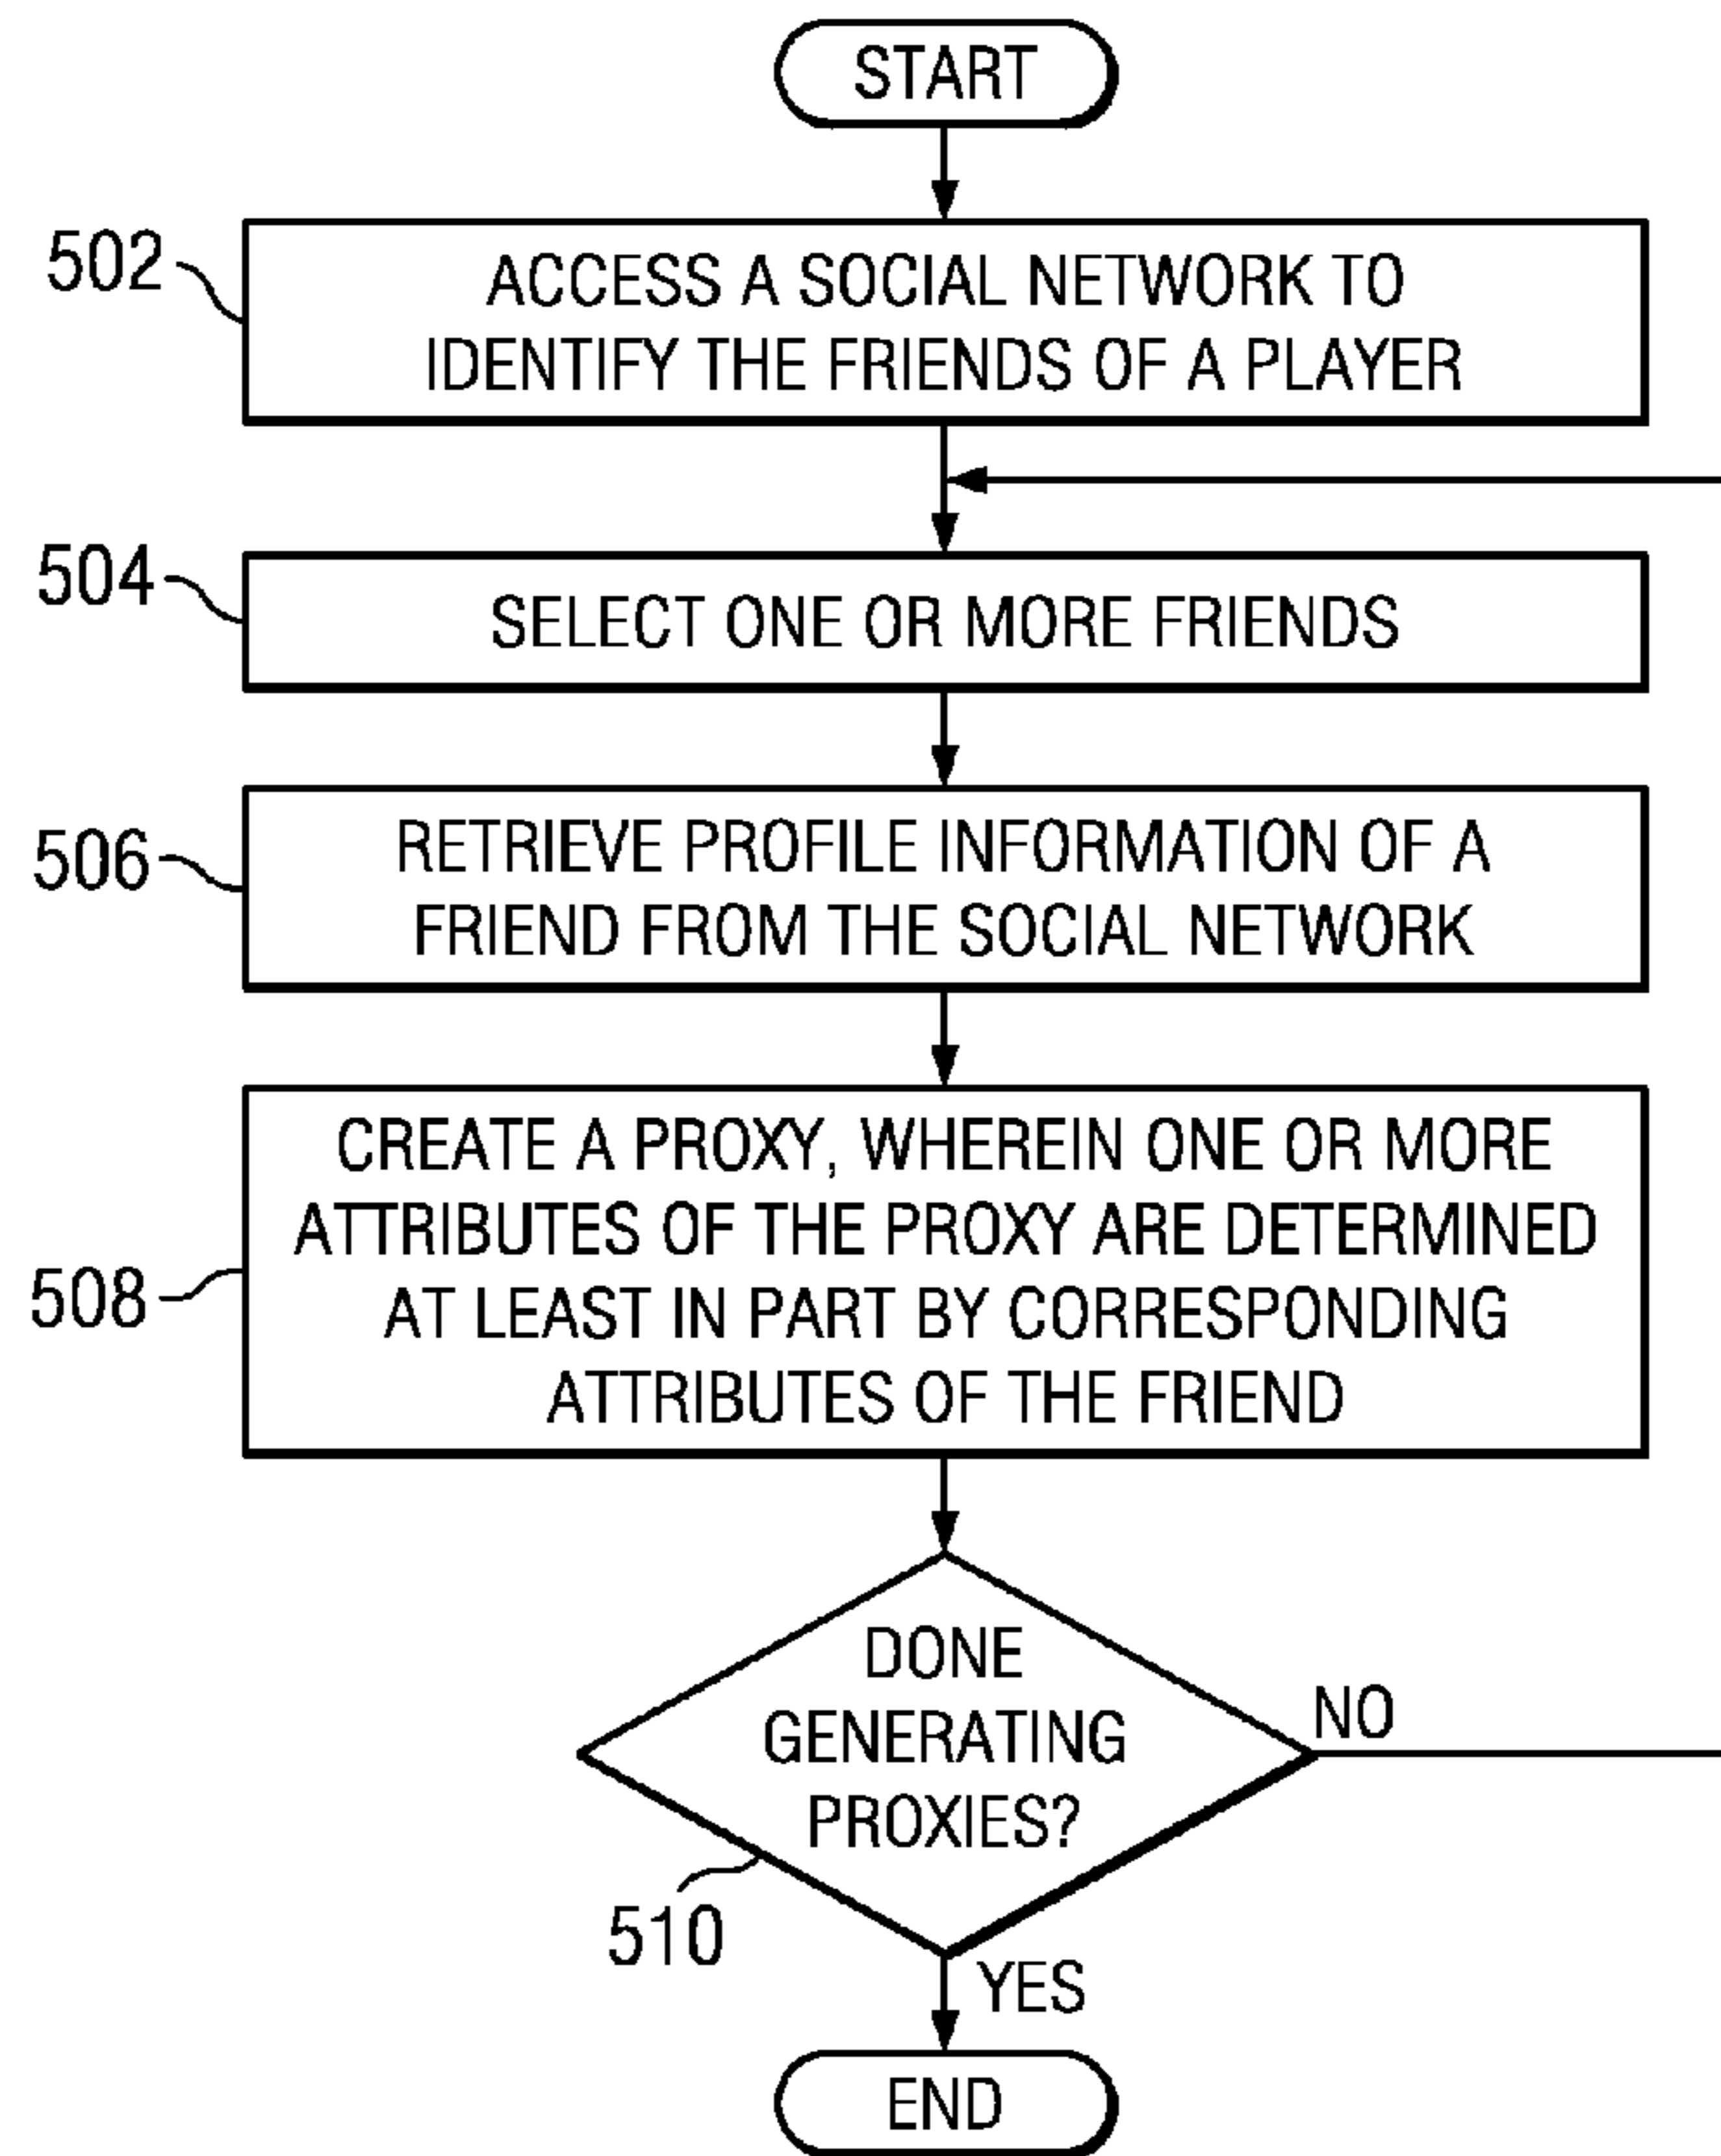 START
502
ACCESS A SOCIAL NETWORK TO
IDENTIFY THE FRIENDS OF A PLAYER
504
SELECT ONE OR MORE FRIENDS
506
RETRIEVE PROFILE INFORMATION OF A
FRIEND FROM THE SOCIAL NETWORK
508
CREATE A PROXY, WHEREIN ONE OR MORE
ATTRIBUTES OF THE PROXY ARE DETERMINED
AT LEAST IN PART BY CORRESPONDING
ATTRIBUTES OF THE FRIEND
DONE
GENERATING
PROXIES?
NO
510
YES
END